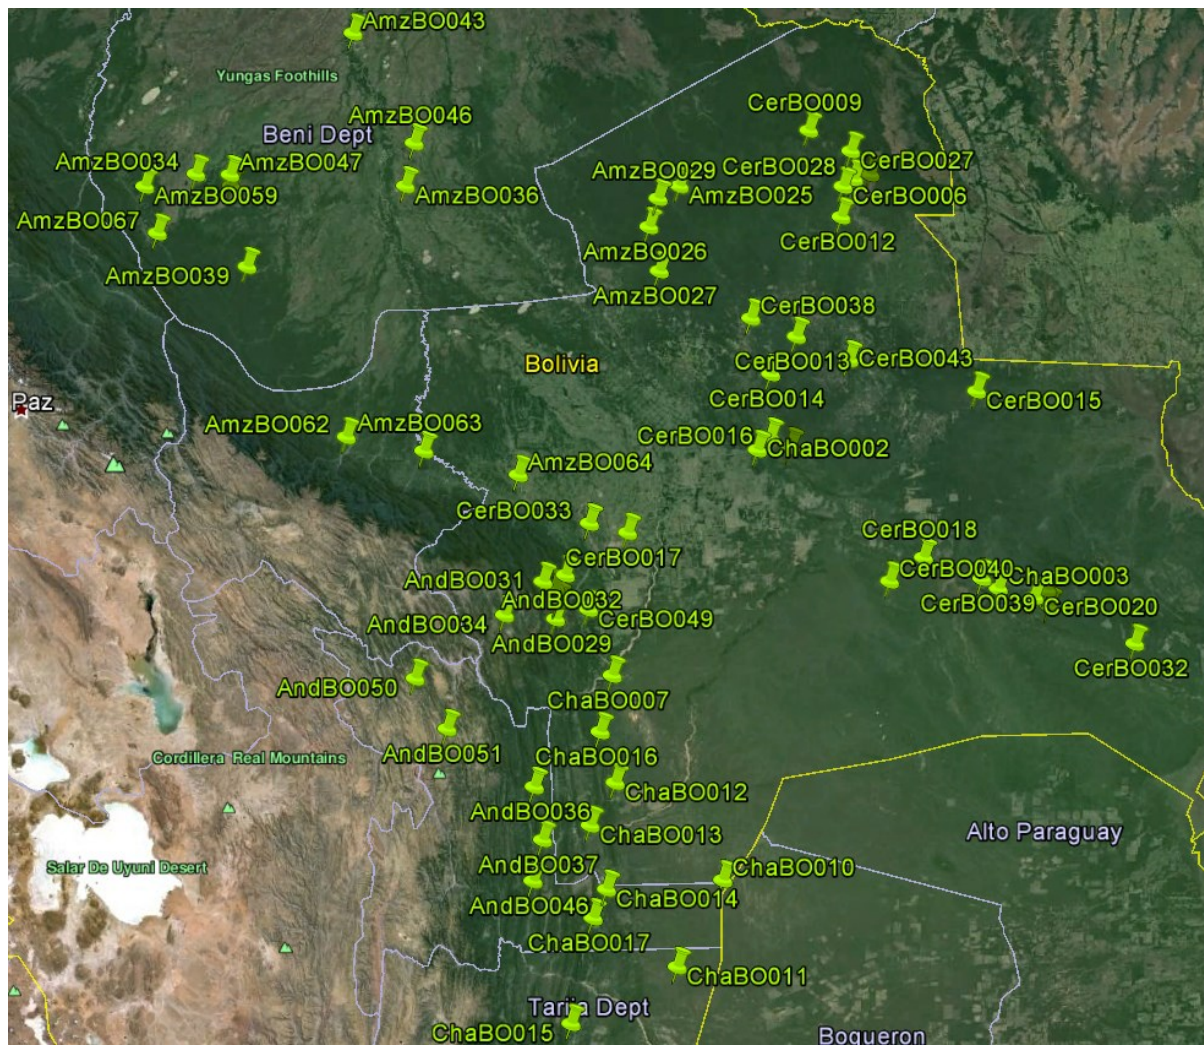 AmzBO043
Yungas Foothills
CerBO009
AmzBO046
Beni Dept
AmzBO034
AmzBO047
AmzBO029
CerBO028
CerBO027
AmzBO059
AmzBO036
AmzBO025
CerBO006
AmzBO067
CerBO012
AmzBO026
AmzBO039
AmzBO027
CerBO038
Bolivia
CerBO013
CerBO043
CerBO014
CerBO015
Paz
AmzBO062
AmzBO063
CerBO016
ChaBO002
AmzBO064
CerBO033
CerBO018
CerBO017
CerBO040
ChaBO003
AndBO031
AndBO032
CerBO039
CerBO020
AndBO034
CerBO049
AndBO029
CerBO032
AndBO050
ChaBO007
AndBO051
ChaBO016
Cordillera Real Mountains
ChaBO012
AndBO036
ChaBO013
Alto Paraguay
Salar De Uyuni Desert
AndBO037
ChaBO010
AndBO046
ChaBO014
ChaBO017
ChaBO011
Tarija Dept
ChaBO015
Boqueron